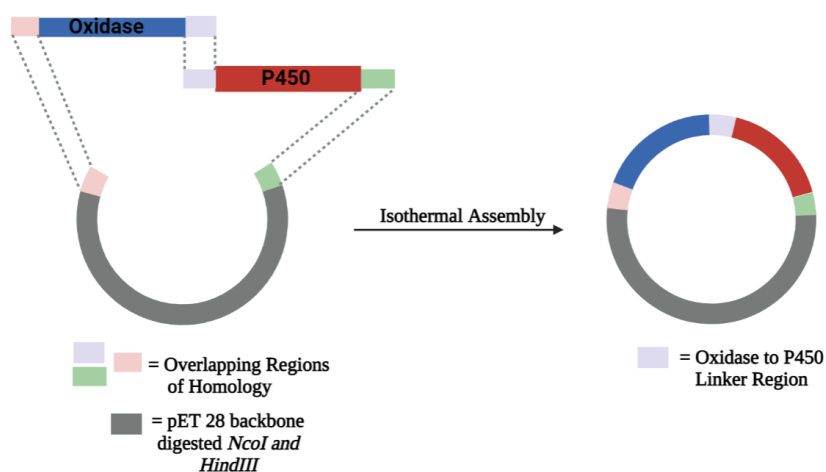 Oxidase
P450
Isothermal Assembly
= Overlapping Regions
of Homology
= pET 28 backbone
digested NcoI and
HindIII
= Oxidase to P450
Linker Region